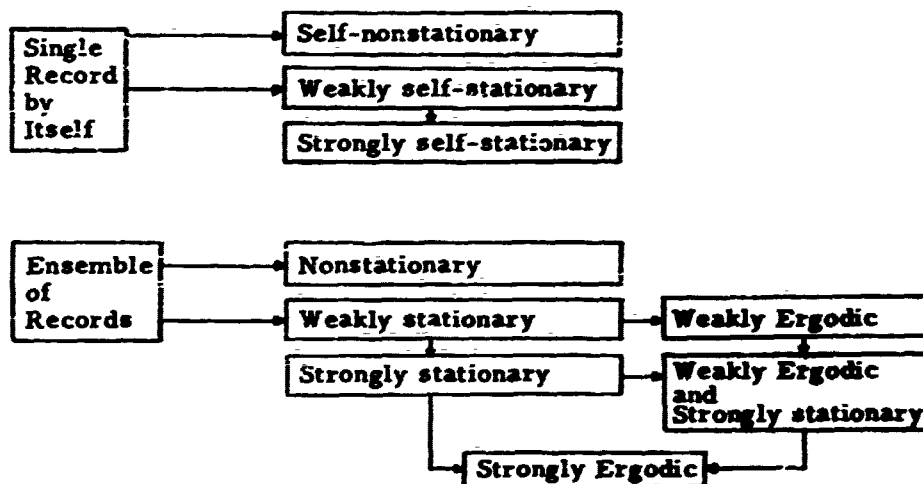 Single
Record
by
Itself
Self-nonstationary
Weakly self-stationary
Strongly self-stationary
Ensemble
of
Records
Nonstationary
Weakly stationary
Strongly stationary
Weakly Ergodic
Weakly Ergodic
and
Strongly stationary
Strongly Ergodic